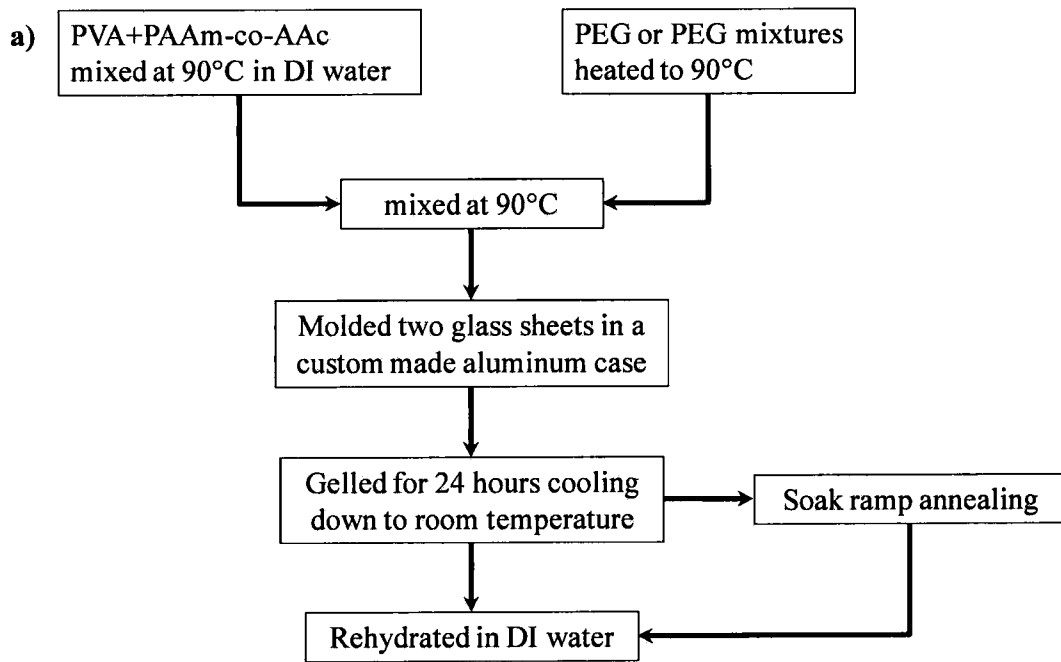 a)
PVA+PAAm-co-AAc
mixed at 90°C in DI water
PEG or PEG mixtures
heated to 90°C
mixed at 90°C
Molded two glass sheets in a
custom made aluminum case
Gelled for 24 hours cooling
down to room temperature
Soak ramp annealing
Rehydrated in DI water